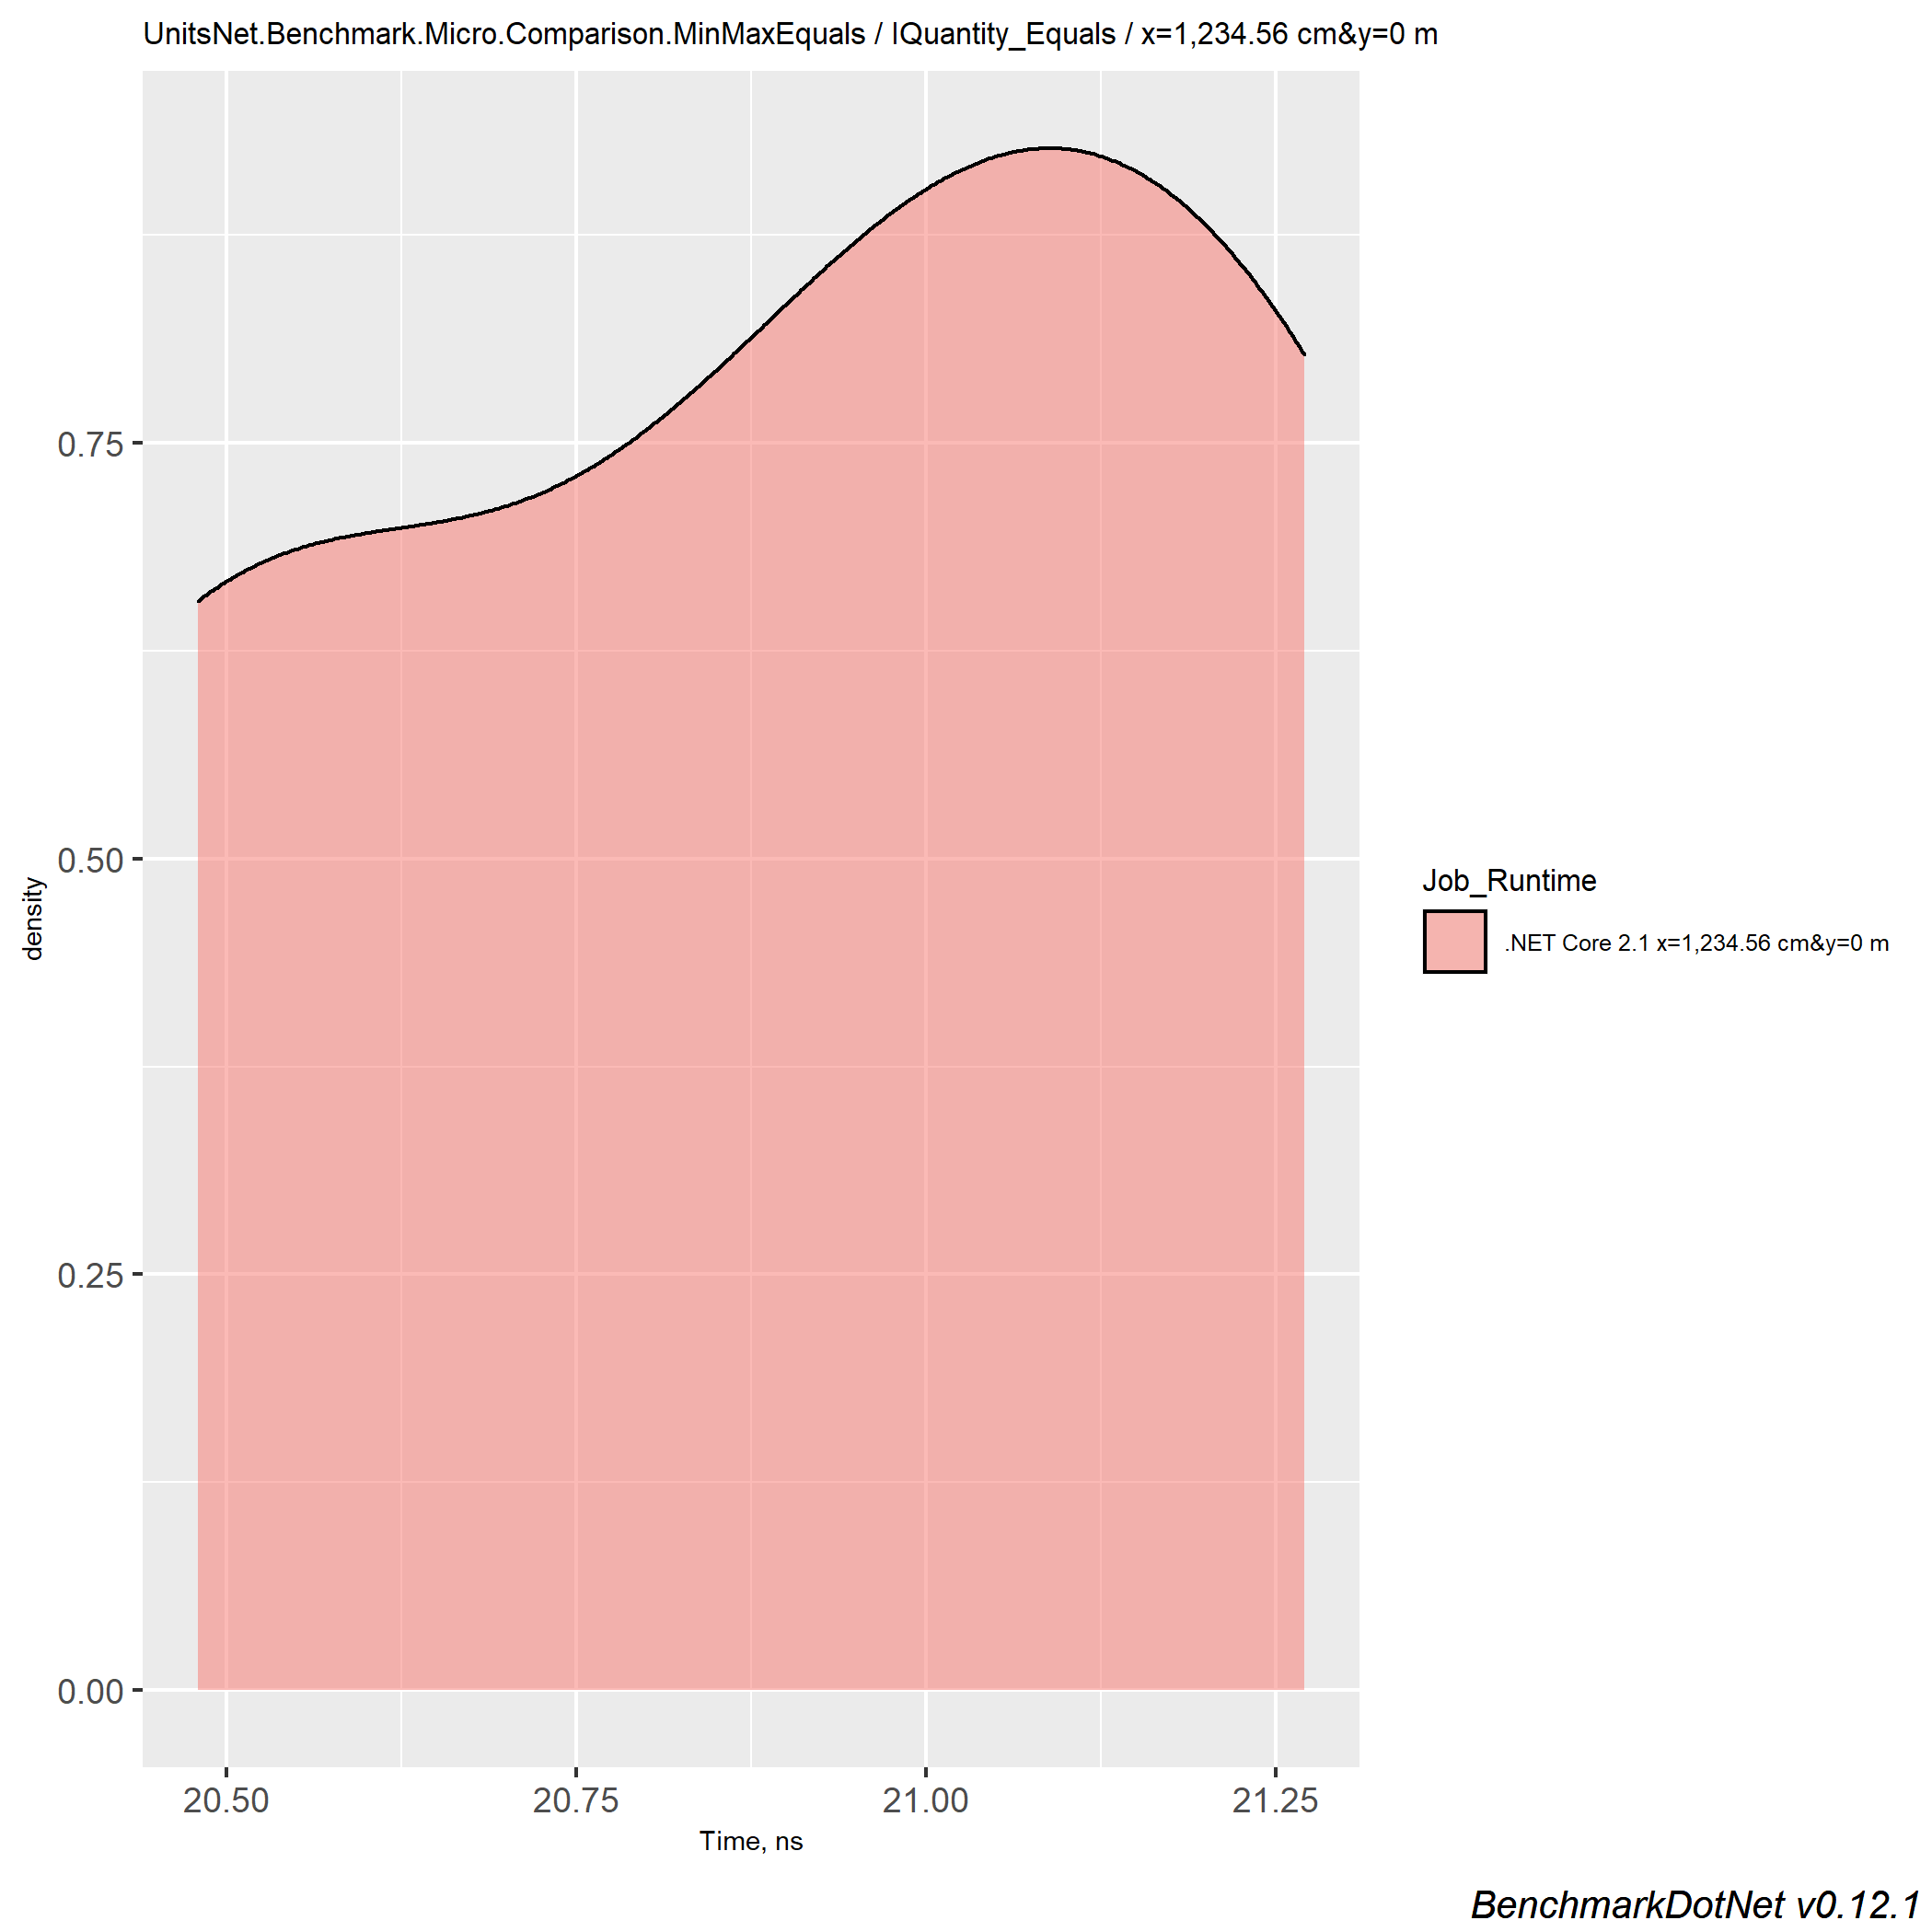 UnitsNet.Benchmark.Micro.Comparison.MinMaxEquals / IQuantity_Equals / x=1,234.56 cm&y=0 m
0.75
0.50
0.25
0.00
density
20.50 20.75 21.00 21.25
Time, ns
Job_Runtime
.NET Core 2.1 x=1,234.56 cm&y=0 m
BenchmarkDotNet v0.12.1